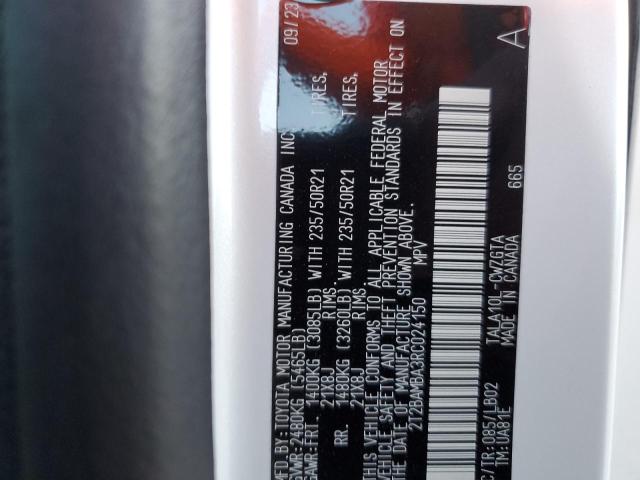 MFD.BY:TOYOTA MOTOR MANUFACTURING CANADA INC. 09/23
GVWR:2480KG (5465LB)
GAWR:FRT. 1400KG (3085LB) WITH 235/50R21 TIRES,
21X8J RIMS.
RR. 1480KG (3260LB) WITH 235/50R21 TIRES,
21X8J RIMS.
THIS VEHICLE CONFORMS TO ALL APPLICABLE FEDERAL MOTOR
VEHICLE SAFETY AND THEFT PREVENTION STANDARDS IN EFFECT ON
THE DATE OF MANUFACTURE SHOWN ABOVE.
2T2BAMBA3RC024150 MPV A
665
C/TR:085/LB02 TALA10L-CWZGTA
TM:UA81E MADE IN CANADA